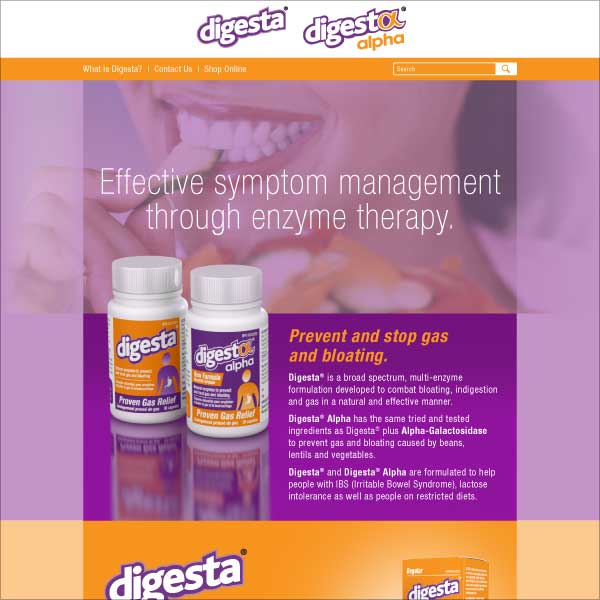 digesta®
digestα®
alpha
What is Digesta? | Contact Us | Shop Online
Search
Effective symptom management
through enzyme therapy.
digesta
digestα
alpha
New Formula
Proven Gas Relief
Proven Gas Relief
Prevent and stop gas
and bloating.
Digesta® is a broad spectrum, multi-enzyme
formulation developed to combat bloating, indigestion
and gas in a natural and effective manner.
Digesta® Alpha has the same tried and tested
ingredients as Digesta® plus Alpha-Galactosidase
to prevent gas and bloating caused by beans,
lentils and vegetables.
Digesta® and Digesta® Alpha are formulated to help
people with IBS (Irritable Bowel Syndrome), lactose
intolerance as well as people on restricted diets.
digesta®
Regular
digesta